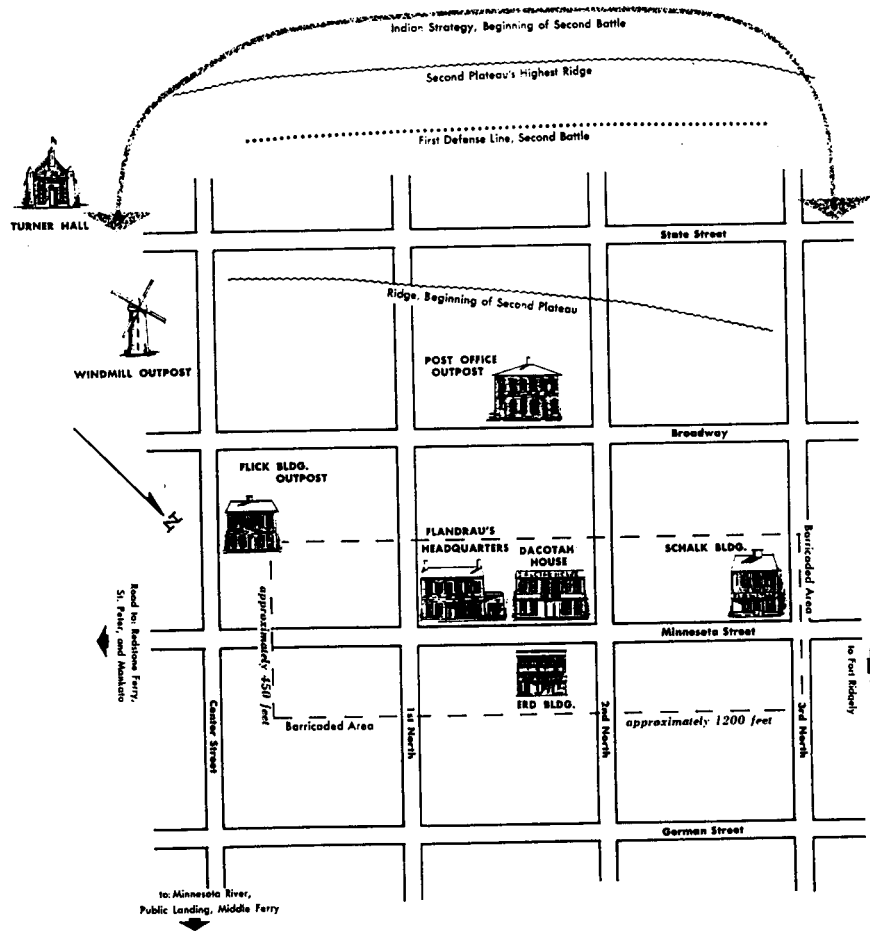 Indian Strategy, Beginning of Second Battle
Second Plateau's Highest Ridge
First Defense Line, Second Battle
TURNER HALL
State Street
Ridge, Beginning of Second Plateau
WINDMILL OUTPOST
POST OFFICE
OUTPOST
Broadway
FLICK BLDG.
OUTPOST
N
FLANDRAU'S
HEADQUARTERS
DACOTAH
HOUSE
SCHALK BLDG.
Barricaded Area
Road to: Redstone Ferry,
St. Peter, and Mankato
approximately 450 feet
Minnesota Street
to Fort Ridgely
ERD BLDG.
Center Street
Barricaded Area
1st North
2nd North
approximately 1200 feet
3rd North
German Street
to: Minnesota River,
Public Landing, Middle Ferry